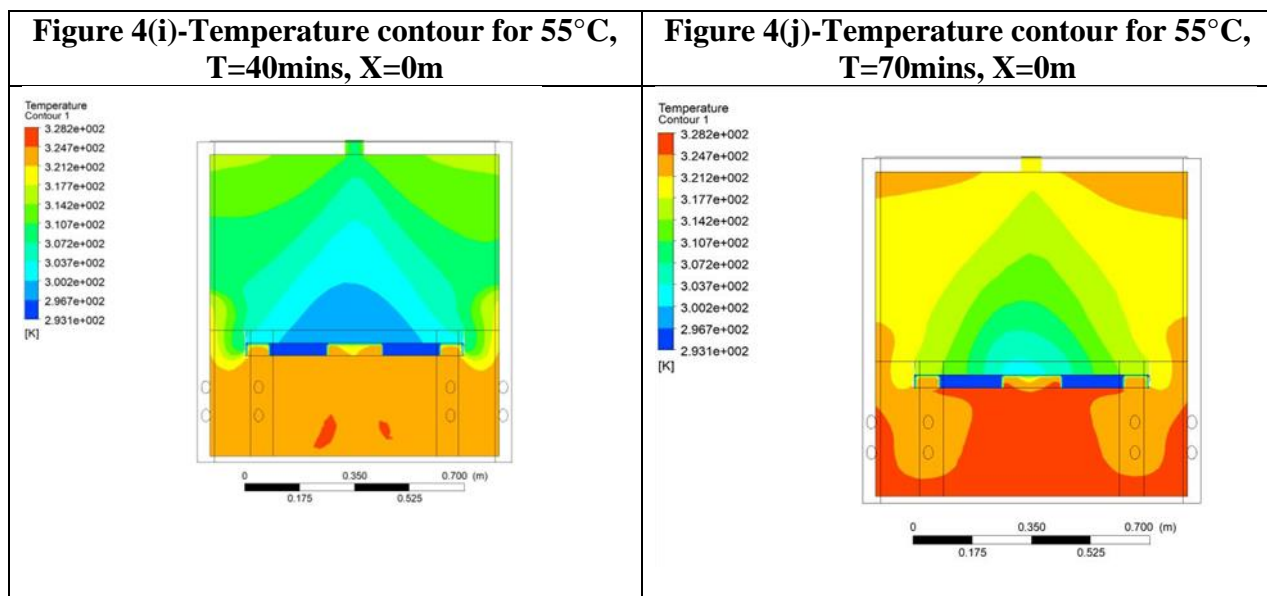 Figure 4(i)-Temperature contour for 55°C,
T=40mins, X=0m
Figure 4(j)-Temperature contour for 55°C,
T=70mins, X=0m
Temperature
Contour 1
3.282e+002
3.247e+002
3.212e+002
3.177e+002
3.142e+002
3.107e+002
3.072e+002
3.037e+002
3.002e+002
2.967e+002
2.931e+002
[K]
0 0.350 0.700 (m)
0.175 0.525
Temperature
Contour 1
3.282e+002
3.247e+002
3.212e+002
3.177e+002
3.142e+002
3.107e+002
3.072e+002
3.037e+002
3.002e+002
2.967e+002
2.931e+002
[K]
0 0.350 0.700 (m)
0.175 0.525